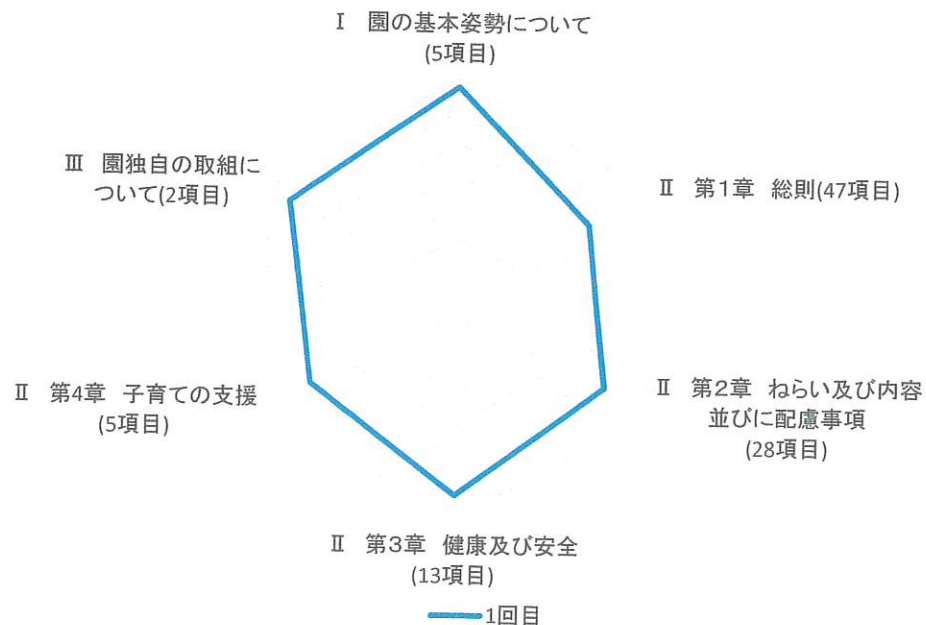 Ⅰ 園の基本姿勢について
(5項目)
Ⅱ 第1章 総則(47項目)
Ⅱ 第2章 ねらい及び内容
並びに配慮事項
(28項目)
Ⅱ 第3章 健康及び安全
(13項目)
Ⅱ 第4章 子育ての支援
(5項目)
Ⅲ 園独自の取組に
ついて(2項目)
1回目